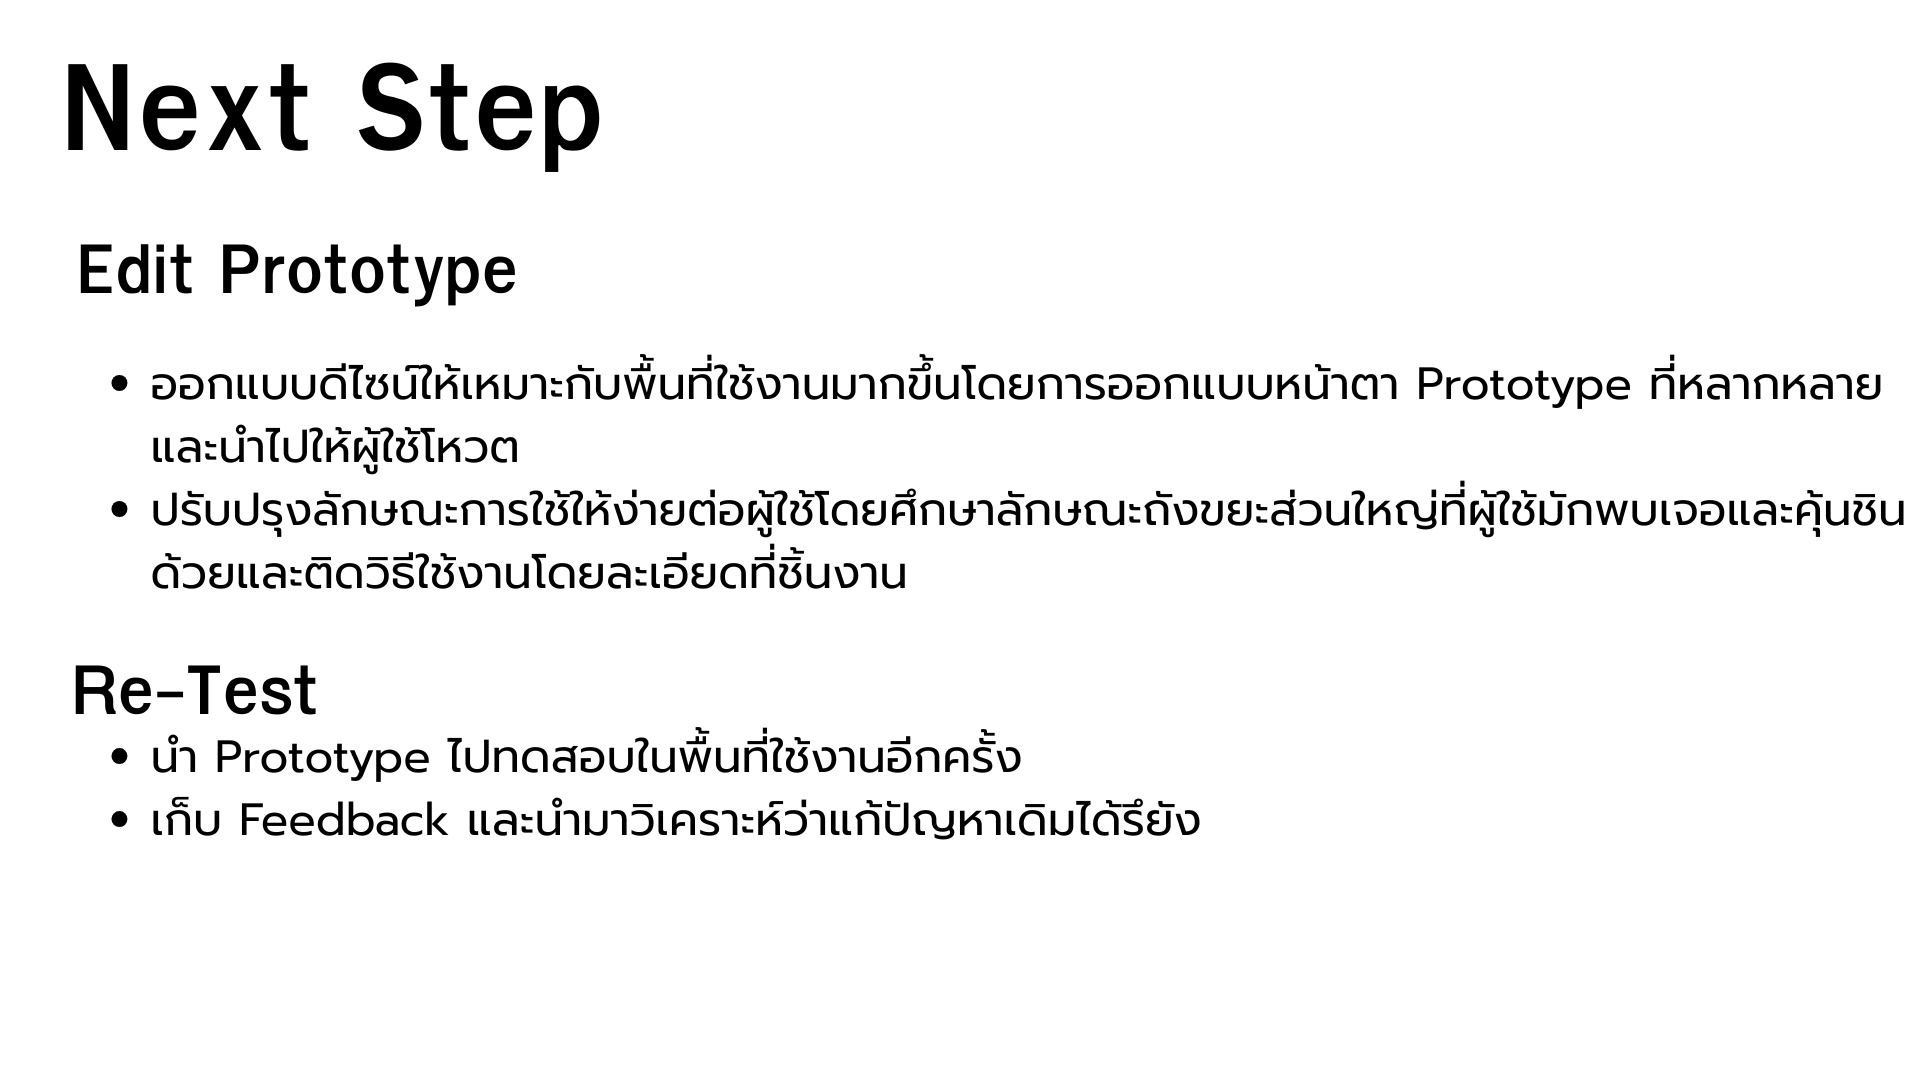 Next Step
Edit Prototype
• ออกแบบดีไซน์ให้เหมาะกับพื้นที่ใช้งานมากขึ้นโดยการออกแบบหน้าตา Prototype ที่หลากหลาย
และนำไปให้ผู้ใช้โหวต
• ปรับปรุงลักษณะการใช้ให้ง่ายต่อผู้ใช้โดยศึกษาลักษณะถังขยะส่วนใหญ่ที่ผู้ใช้มักพบเจอและคุ้นชิน
ด้วยและติดวิธีใช้งานโดยละเอียดที่ชิ้นงาน
Re-Test
• นำ Prototype ไปทดสอบในพื้นที่ใช้งานอีกครั้ง
• เก็บ Feedback และนำมาวิเคราะห์ว่าแก้ปัญหาเดิมได้รึยัง